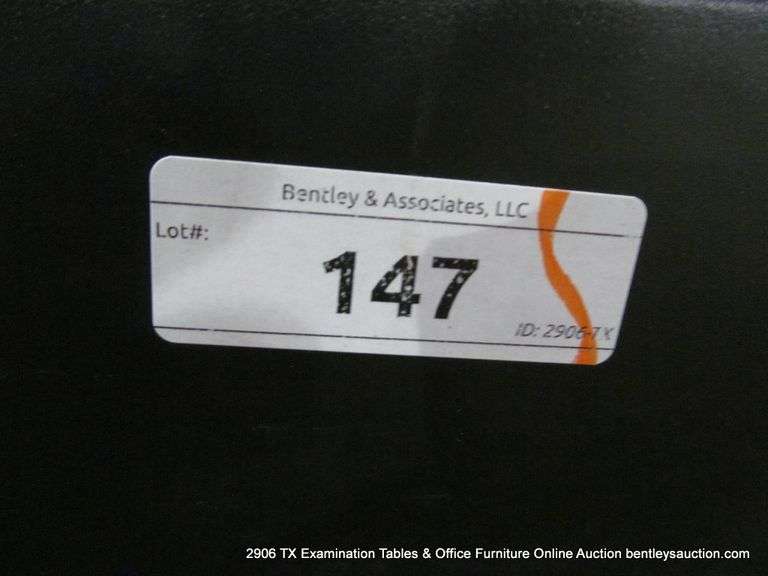 Bentley & Associates, LLC
Lot#:
147
ID: 2906-TX
2906 TX Examination Tables & Office Furniture Online Auction bentleysauction.com